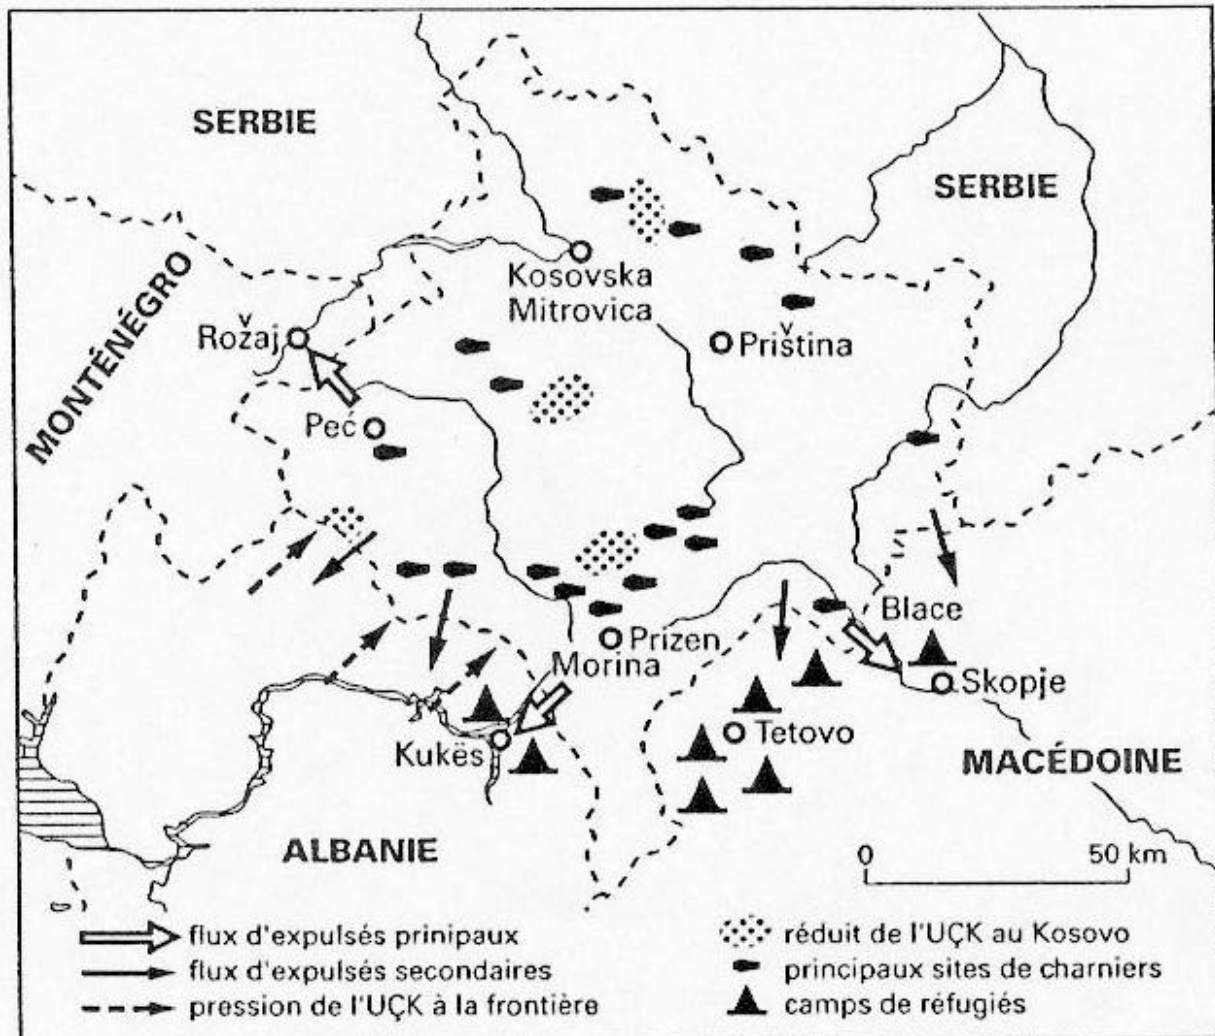 SERBIE
SERBIE
Kosovska
Mitrovica
MONTÉNÉGRO
Rožaj
Priština
Peć
Blace
Prizen
Morina
Skopje
Tetovo
Kukës
MACÉDOINE
ALBANIE
0 50 km
flux d'expulsés prinipaux
flux d'expulsés secondaires
pression de l'UÇK à la frontière
réduit de l'UÇK au Kosovo
principaux sites de charniers
camps de réfugiés